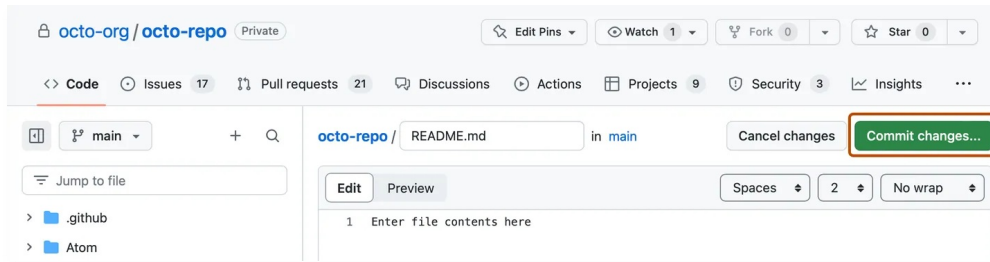 octo-org / octo-repo Private Edit Pins Watch 1 Fork 0 Star 0
<> Code Issues 17 Pull requests 21 Discussions Actions Projects 9 Security 3 Insights ...
main + octo-repo / README.md in main Cancel changes Commit changes...
Jump to file Edit Preview Spaces 2 No wrap
.github 1 Enter file contents here
Atom